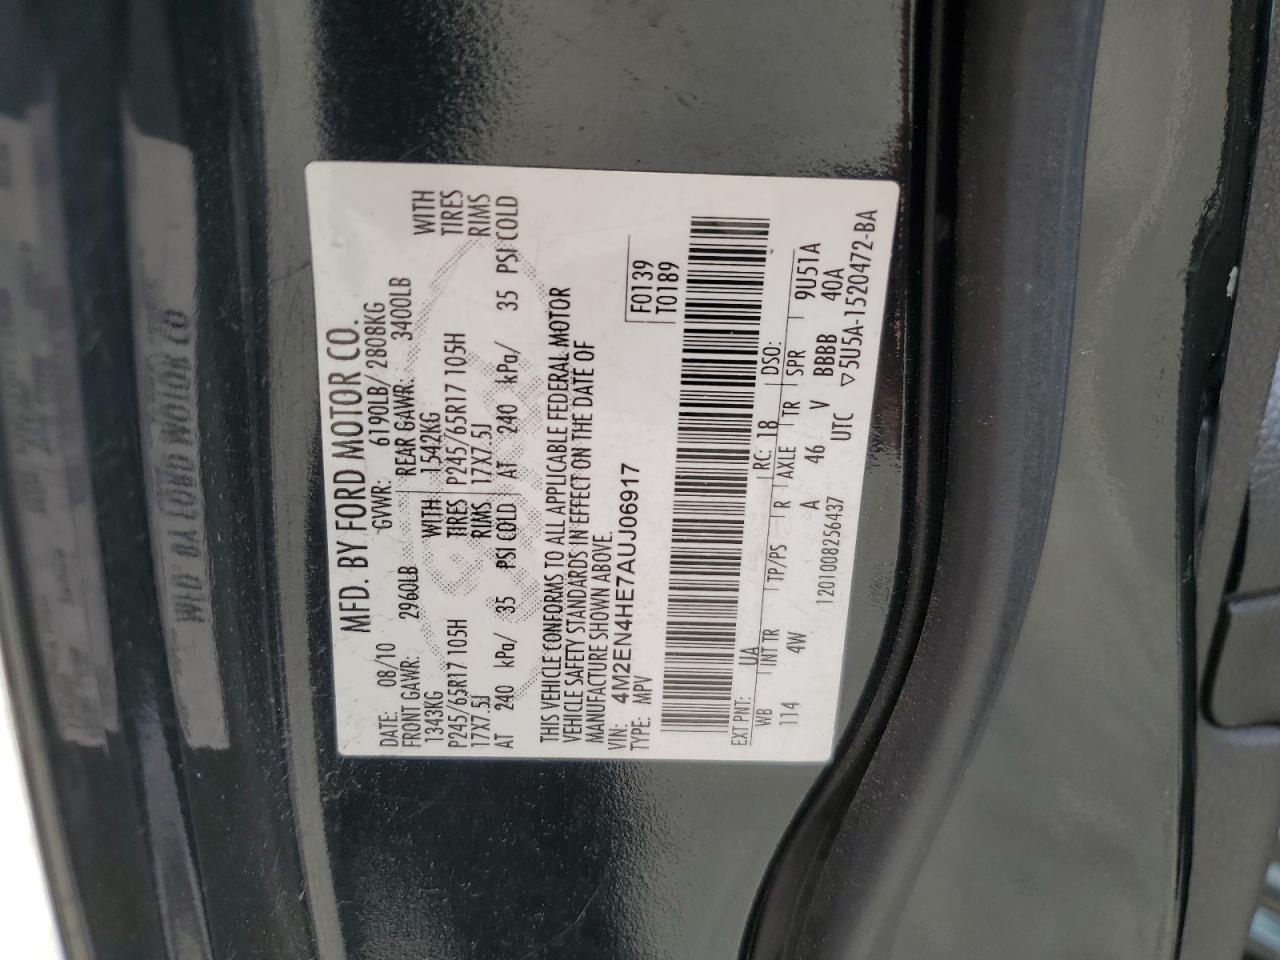 MFD. BY FORD MOTOR CO.
DATE: 08/10 GVWR: 6190LB/ 2808KG
FRONT GAWR: 2960LB REAR GAWR: 3400LB
1343KG WITH 1542KG WITH
P245/65R17 105H TIRES P245/65R17 105H TIRES
17X7.5J RIMS 17X7.5J RIMS
AT 240 kPa/ 35 PSI COLD AT 240 kPa/ 35 PSI COLD
THIS VEHICLE CONFORMS TO ALL APPLICABLE FEDERAL MOTOR
VEHICLE SAFETY STANDARDS IN EFFECT ON THE DATE OF
MANUFACTURE SHOWN ABOVE.
VIN: 4M2EN4HE7AUJ06917 F0139
TYPE: MPV T0189
EXT PNT: UA RC: 18 DSO:
WB INT TR TP/PS R AXLE TR SPR 9U51A
114 4W A 46 V BBBB 40A
1201008256437 UTC ▽5U5A-1520472-BA